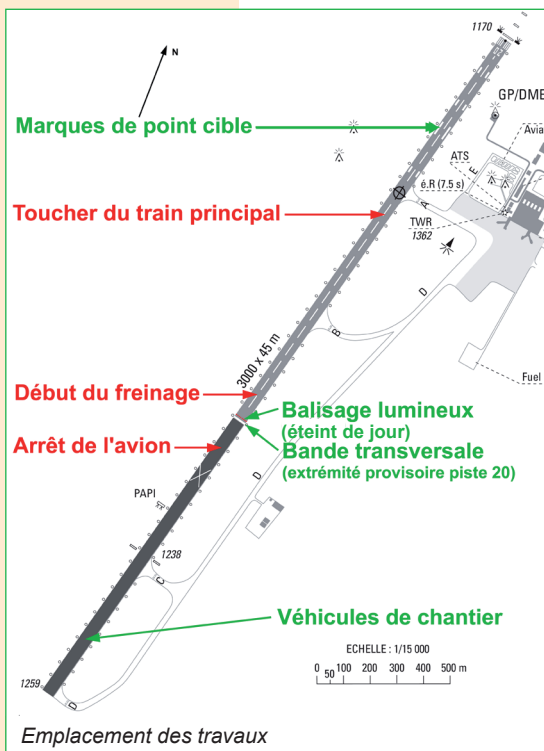 1170
N
GP/DME
Marques de point cible
Avia
ATS
E
é.R (7.5 s)
A
Toucher du train principal
TWR
1362
D
B
3000 x 45 m
Fuel
Début du freinage
Balisage lumineux
(éteint de jour)
Arrêt de l'avion
Bande transversale
(extrémité provisoire piste 20)
D
PAPI
1238
C
Véhicules de chantier
ECHELLE : 1/15 000
0 100 200 300 400 500 m
50
1259
D
Emplacement des travaux